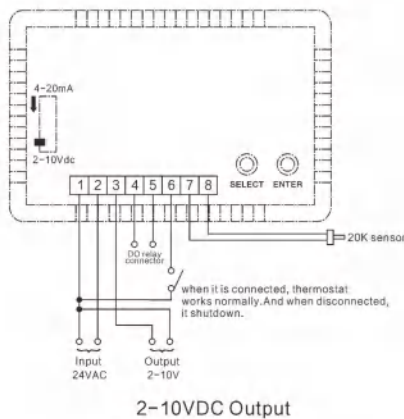 4-20mA
2-10Vdc
1 2 3 4 5 6 7 8
SELECT ENTER
DO relay
connector
20K sensor
when it is connected, thermostat
works normally.And when disconnected,
it shutdown.
Input
24VAC
Output
2-10V
2-10VDC Output